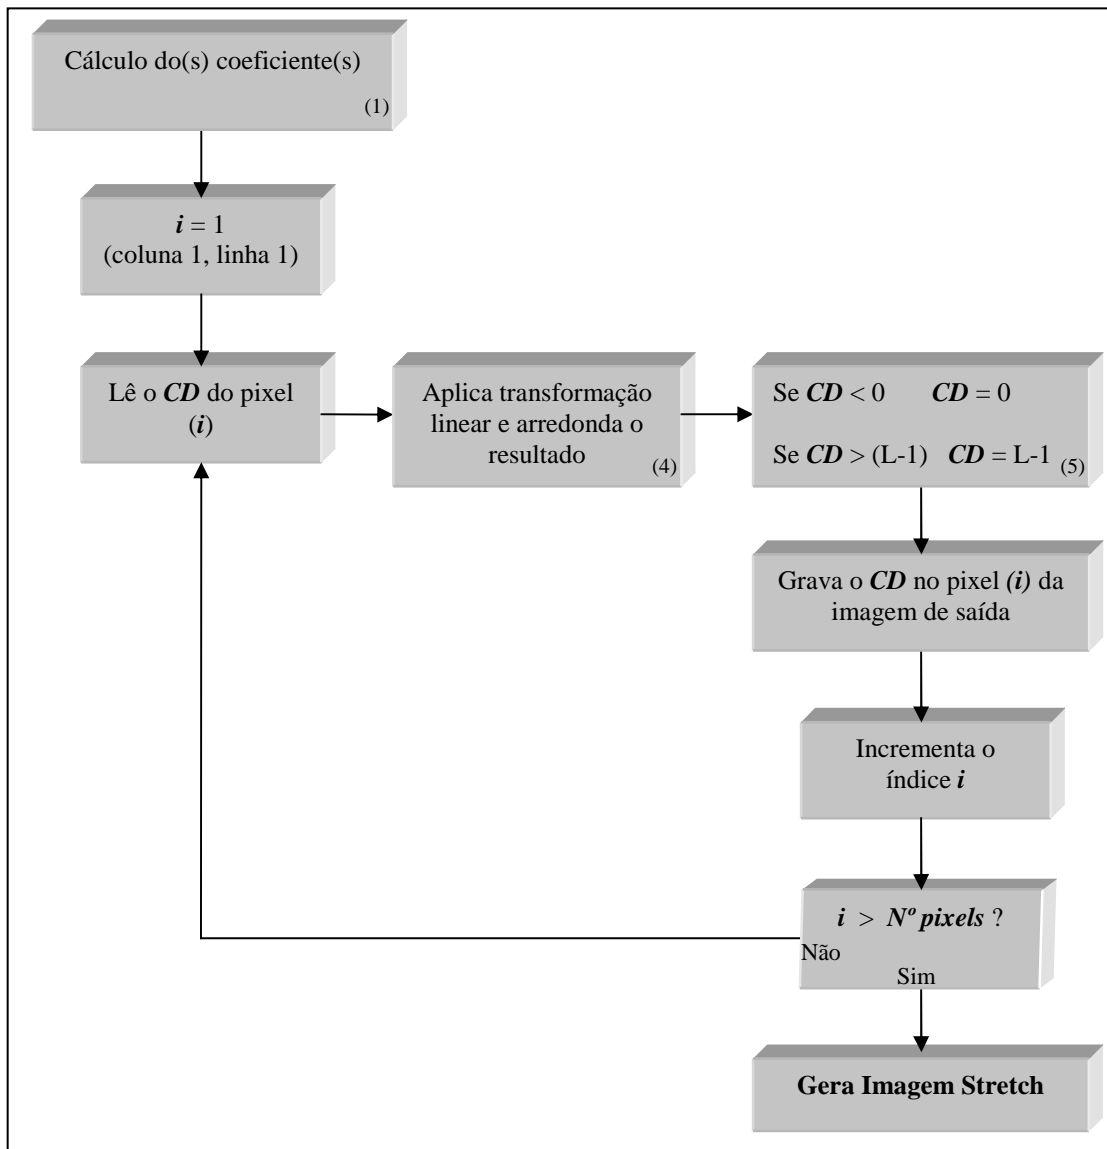 Cálculo do(s) coeficiente(s)
(1)
i = 1
(coluna 1, linha 1)
Lê o CD do pixel
(i)
Aplica transformação
linear e arredonda o
resultado
(4)
Se CD < 0 CD = 0
Se CD > (L-1) CD = L-1 (5)
Grava o CD no pixel (i) da
imagem de saída
Incrementa o
índice i
i > Nº pixels ?
Não
Sim
Gera Imagem Stretch